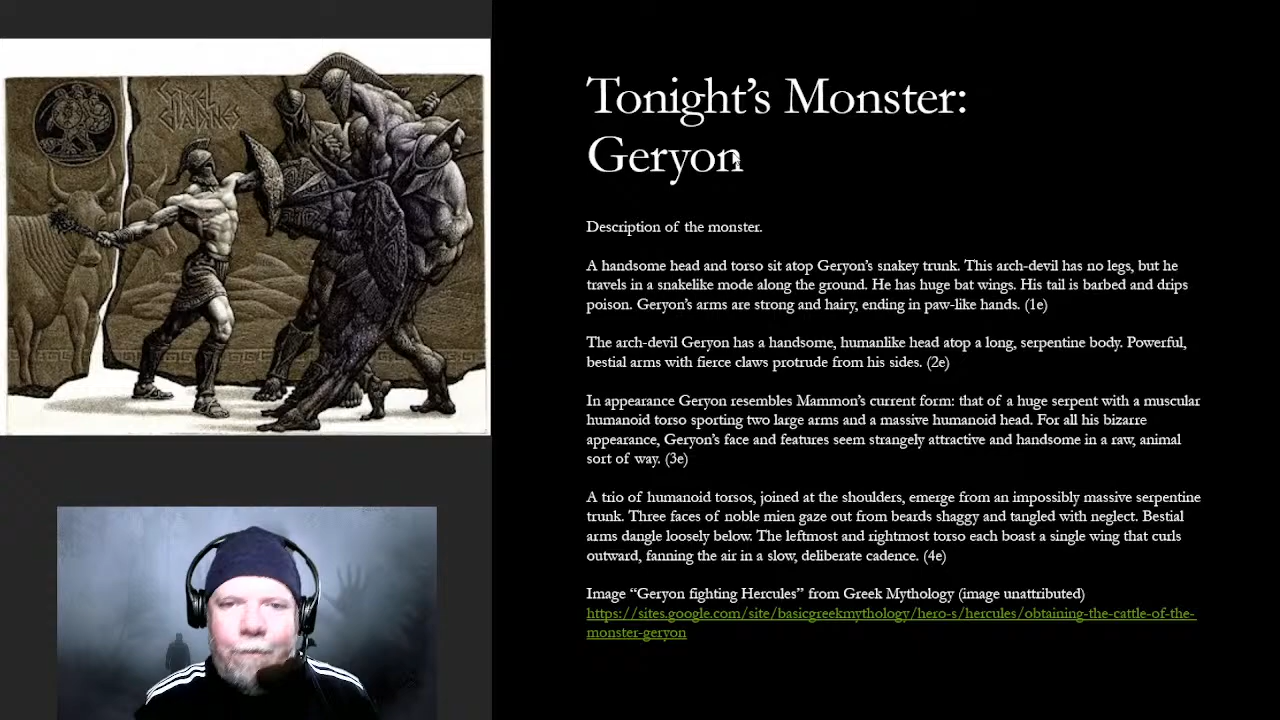 Tonight's Monster:
Geryon
Description of the monster.
A handsome head and torso sit atop Geryon's snakey trunk. This arch-devil has no legs, but he
travels in a snakelike mode along the ground. He has huge bat wings. His tail is barbed and drips
poison. Geryon's arms are strong and hairy, ending in paw-like hands. (1e)
The arch-devil Geryon has a handsome, humanlike head atop a long, serpentine body. Powerful,
bestial arms with fierce claws protrude from his sides. (2e)
In appearance Geryon resembles Mammon's current form: that of a huge serpent with a muscular
humanoid torso sporting two large arms and a massive humanoid head. For all his bizarre
appearance, Geryon's face and features seem strangely attractive and handsome in a raw, animal
sort of way. (3e)
A trio of humanoid torsos, joined at the shoulders, emerge from an impossibly massive serpentine
trunk. Three faces of noble mien gaze out from beards shaggy and tangled with neglect. Bestial
arms dangle loosely below. The leftmost and rightmost torso each boast a single wing that curls
outward, fanning the air in a slow, deliberate cadence. (4e)
Image “Geryon fighting Hercules” from Greek Mythology (image unattributed)
https://sites.google.com/site/basicgreekmythology/hero-s/hercules/obtaining-the-cattle-of-the-
monster-geryon